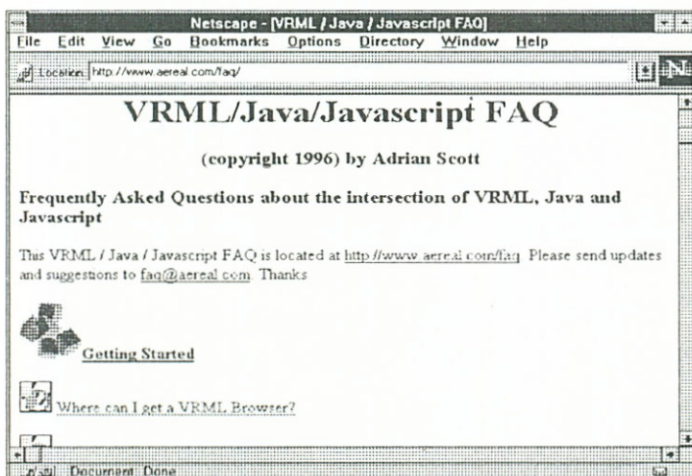 Netscape - [VRML / Java / Javascript FAQ]
File Edit View Go Bookmarks Options Directory Window Help
Location: http://www.aereal.com/faq/
N
VRML/Java/Javascript FAQ
(copyright 1996) by Adrian Scott
Frequently Asked Questions about the intersection of VRML, Java and
Javascript
This VRML / Java / Javascript FAQ is located at http://www.aereal.com/faq Please send updates
and suggestions to faq@aereal.com. Thanks
Getting Started
Where can I get a VRML Browser?
Document: Done